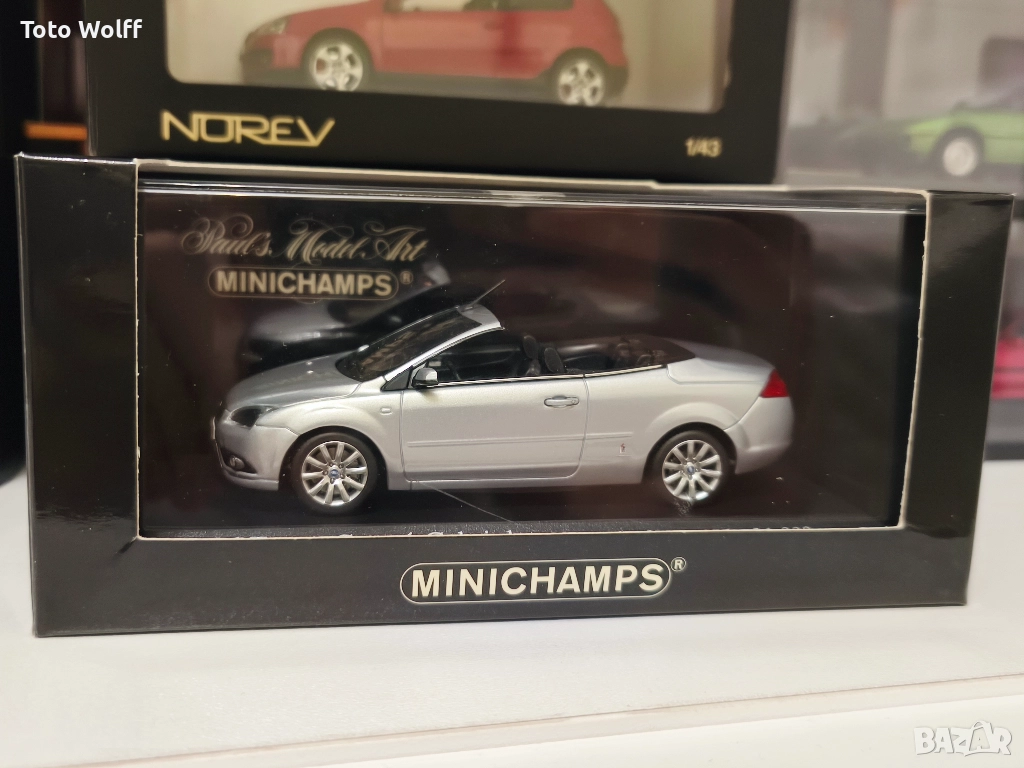 Toto Wolff
NOREV
1/43
Paul's Model Art
MINICHAMPS®
MINICHAMPS®
BAZAR